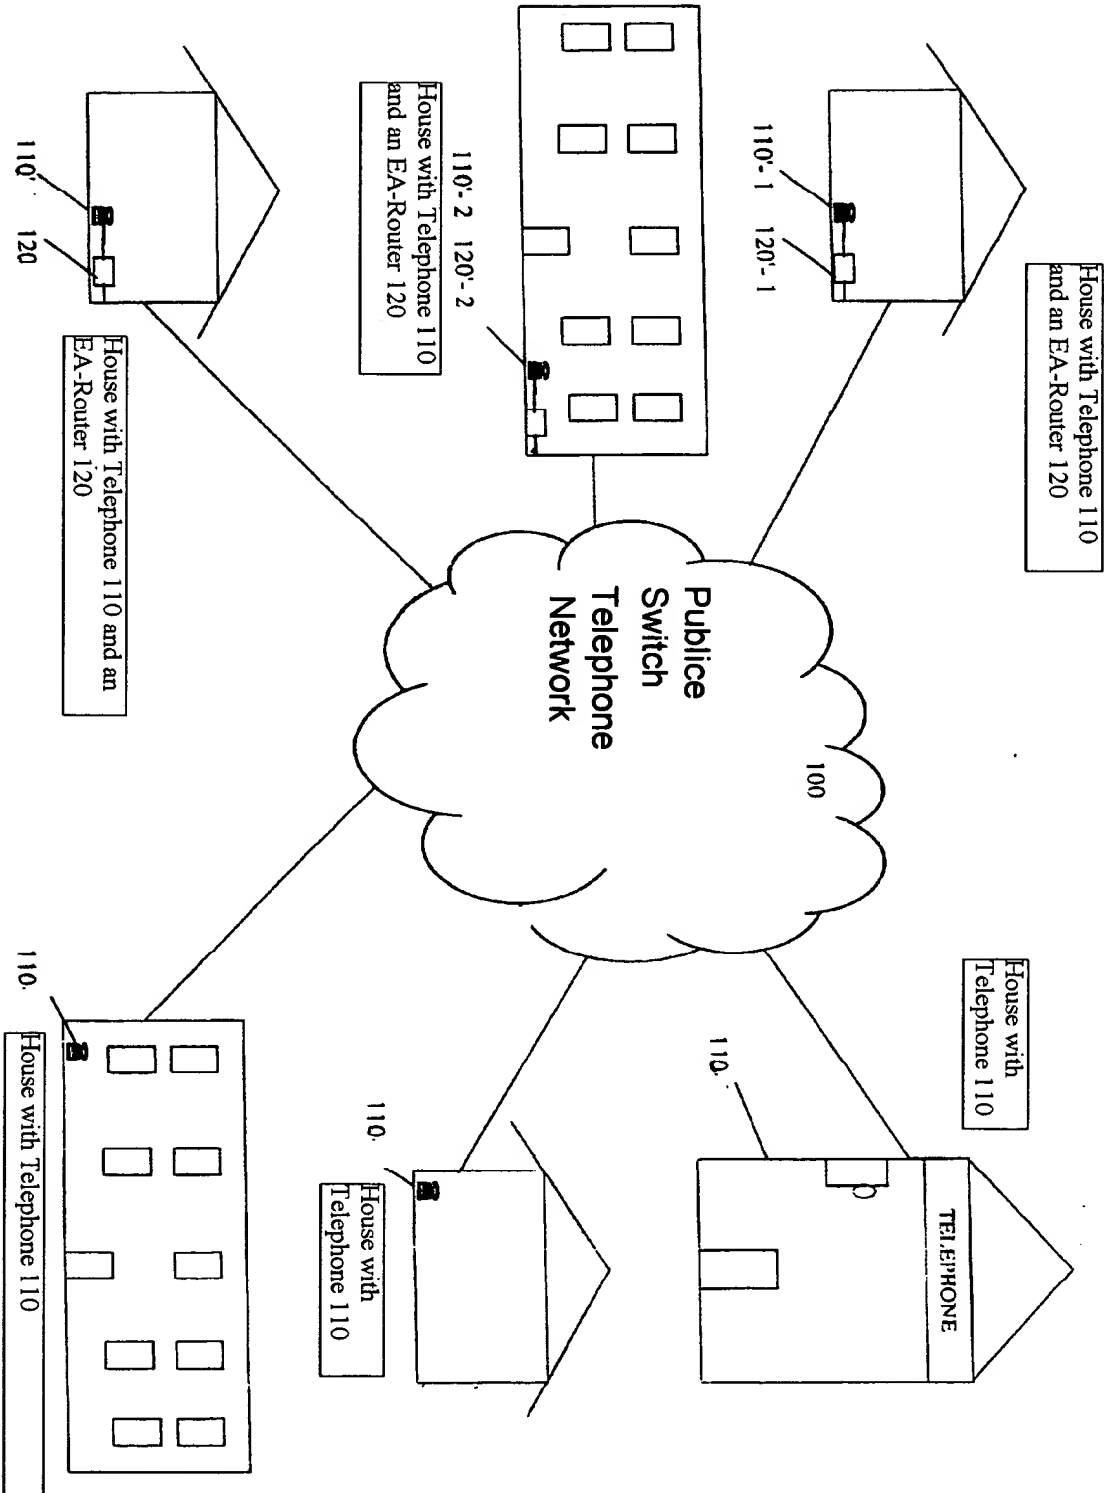 House with Telephone 110
and an EA-Router 120
110'- 1
120'- 1
House with Telephone 110
and an EA-Router 120
110'- 2
120'- 2
House with Telephone 110 and an
EA-Router 120
110'
120
Publice
Switch
Telephone
Network
100
House with
Telephone 110
110.
TELEPHONE
House with
Telephone 110
110.
House with Telephone 110
110.